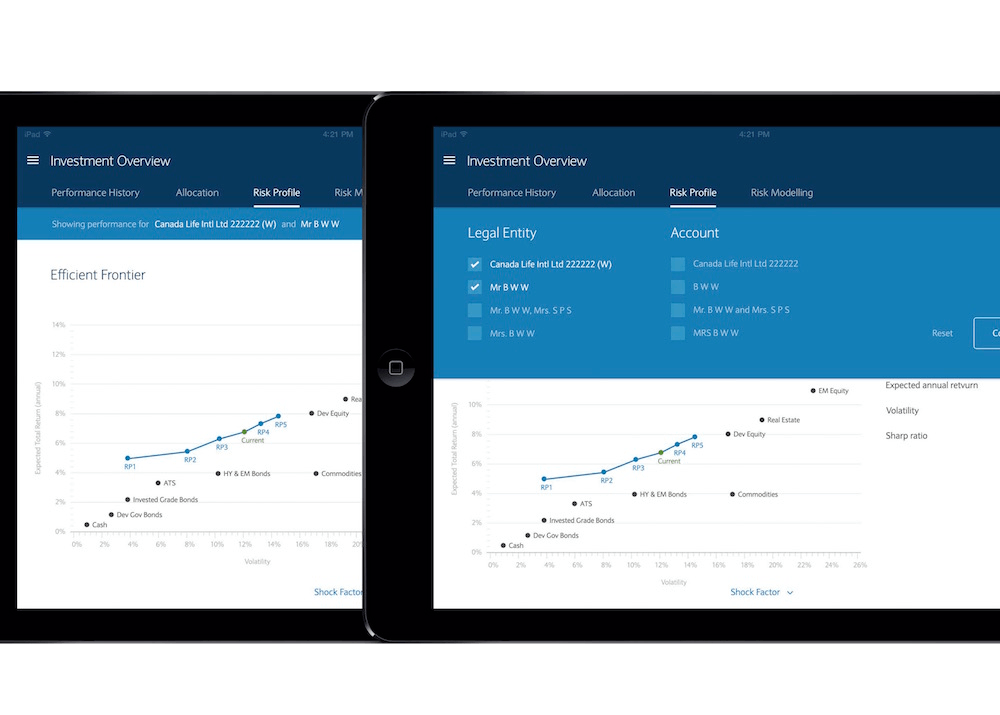 iPad 4:21 PM
Investment Overview
Performance History Allocation Risk Profile Risk M
Showing performance for Canada Life Intl Ltd 222222 (W) and Mr B W W
Efficient Frontier
14%
12%
10%
8%
6%
4%
2%
0%
Expected Total Return (annual)
Rea
Dev Equity
RP5
RP4
Current
RP3
RP2
RP1
HY & EM Bonds
Commodities
ATS
Invested Grade Bonds
Dev Gov Bonds
Cash
0% 2% 4% 6% 8% 10% 12% 14% 16% 18% 20%
Volatility
Shock Factor
iPad 4:21 PM
Investment Overview
Performance History Allocation Risk Profile Risk Modelling
Legal Entity
Canada Life Intl Ltd 222222 (W)
Mr B W W
Mr. B W W, Mrs. S P S
Mrs. B W W
Account
Canada Life Intl Ltd 222222
B W W
Mr. B W W and Mrs. S P S
MRS B W W
Reset
Co
Expected annual retvurn
Volatility
Sharp ratio
10%
8%
6%
4%
2%
0%
Expected Total Return (annual)
EM Equity
Real Estate
Dev Equity
RP5
RP4
Current
RP3
RP2
RP1
HY & EM Bonds
Commodities
ATS
Invested Grade Bonds
Dev Gov Bonds
Cash
0% 2% 4% 6% 8% 10% 12% 14% 16% 18% 20% 22% 24% 26%
Volatility
Shock Factor